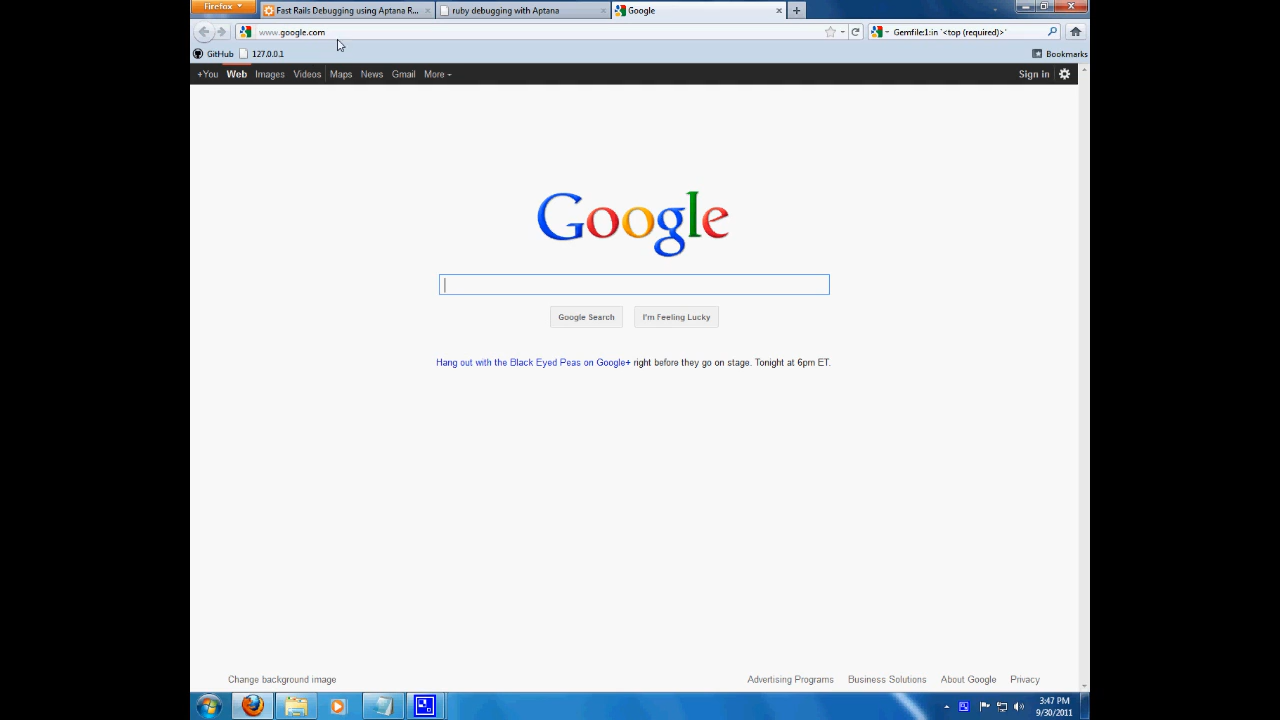 Firefox
Fast Rails Debugging using Aptana R...
ruby debugging with Aptana
Google
www.google.com
Gemfile:1:in `<top (required)>'
GitHub
127.0.0.1
Bookmarks
+You Web Images Videos Maps News Gmail More
Sign in
Google
Google Search
I'm Feeling Lucky
Hang out with the Black Eyed Peas on Google+ right before they go on stage. Tonight at 6pm ET.
Change background image
Advertising Programs Business Solutions About Google Privacy
3:47 PM
9/30/2011